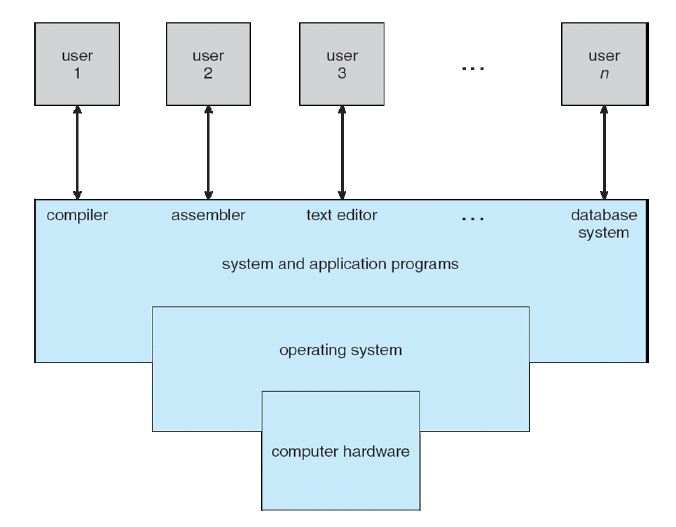 user
1
user
2
user
3
...
user
n
compiler
assembler
text editor
...
database
system
system and application programs
operating system
computer hardware